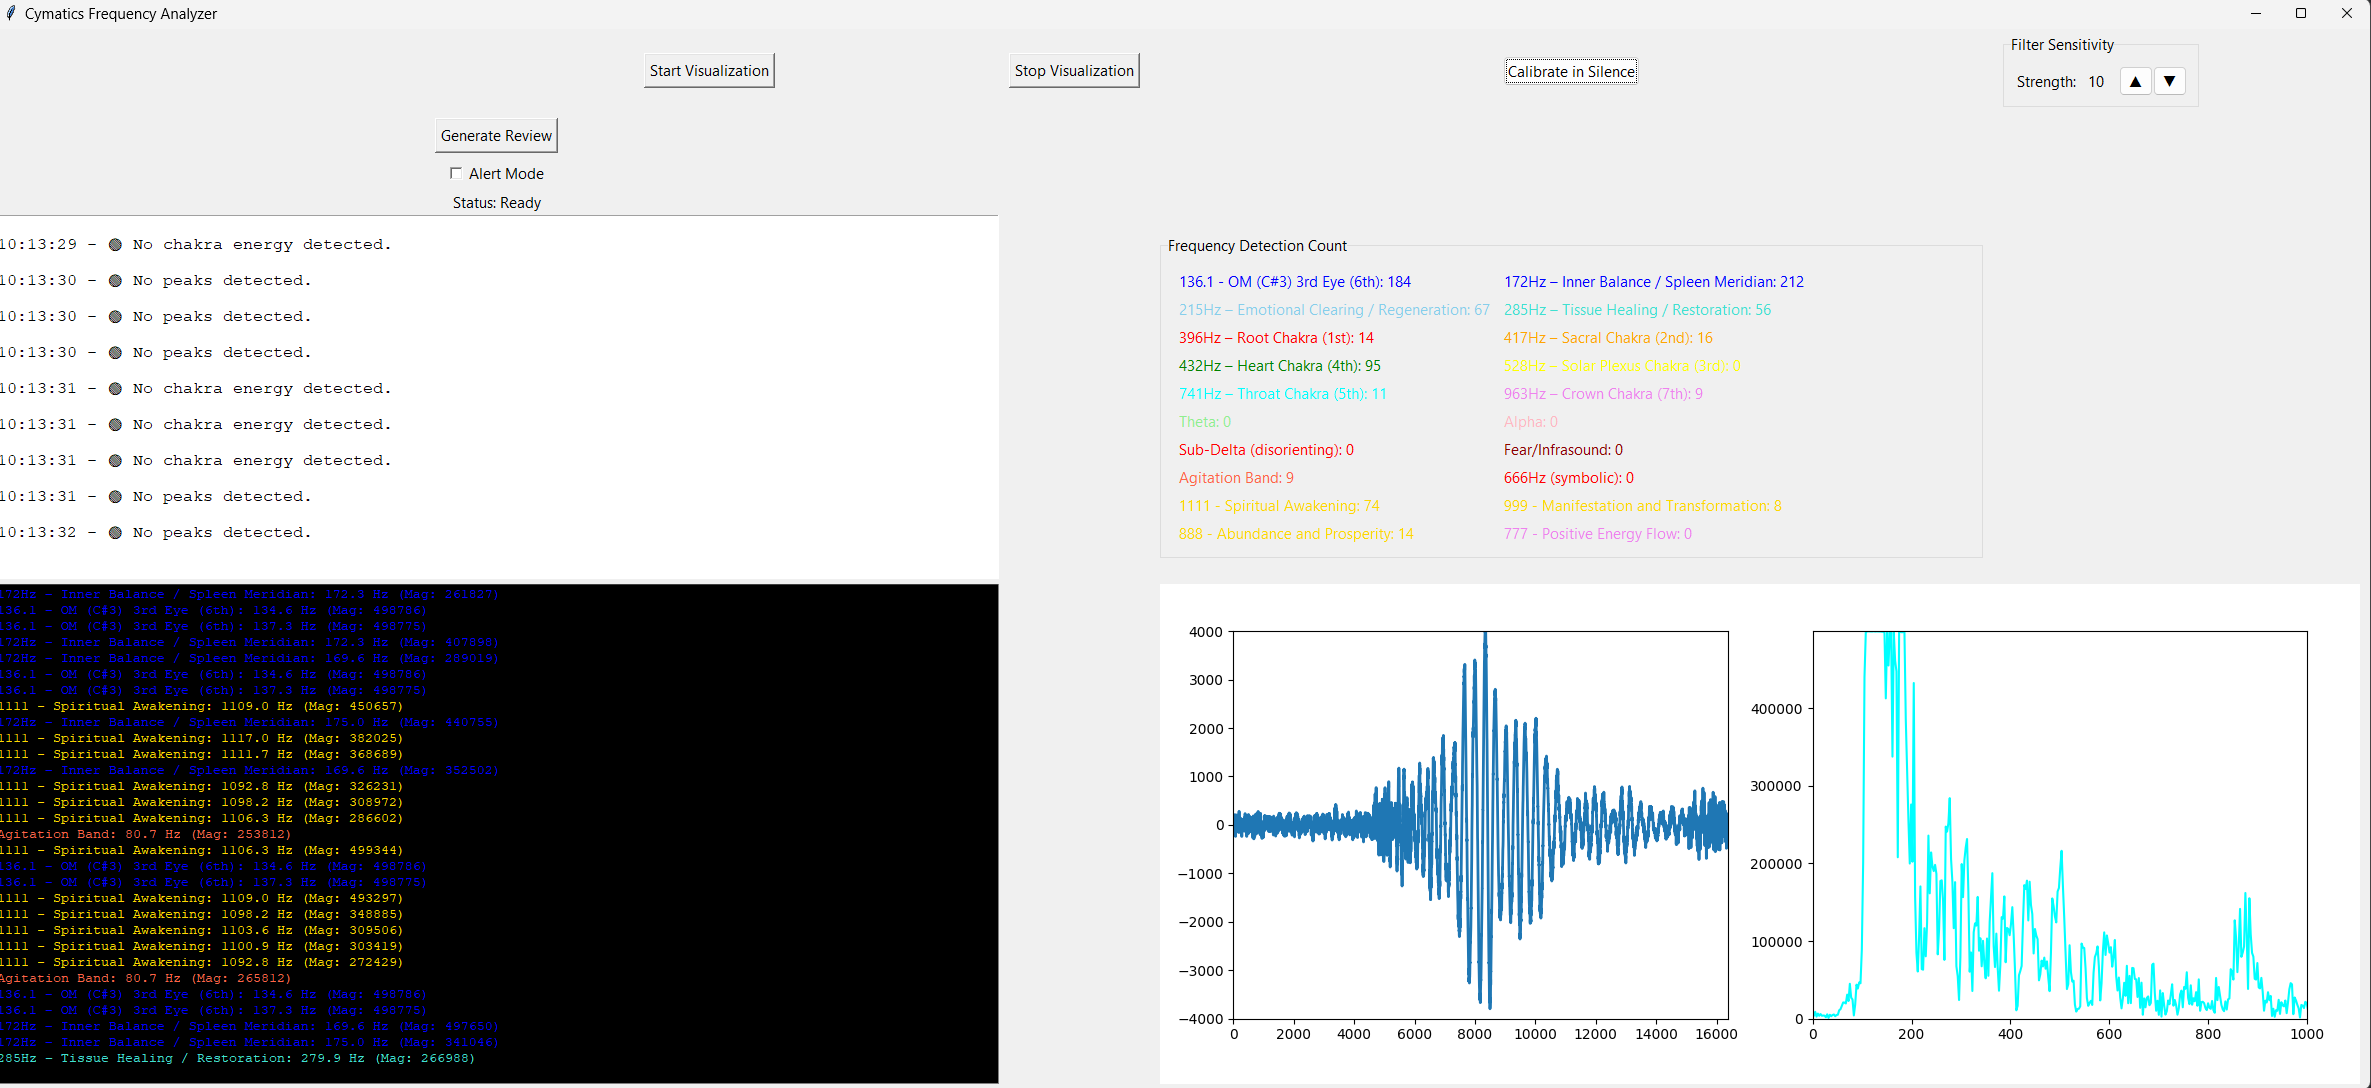 Cymatics Frequency Analyzer
Start Visualization
Stop Visualization
Calibrate in Silence
Filter Sensitivity
Strength: 10 ▲ ▼
Generate Review
Alert Mode
Status: Ready
10:13:29 - No chakra energy detected.
10:13:30 - No peaks detected.
10:13:30 - No peaks detected.
10:13:30 - No peaks detected.
10:13:31 - No chakra energy detected.
10:13:31 - No chakra energy detected.
10:13:31 - No chakra energy detected.
10:13:31 - No peaks detected.
10:13:32 - No peaks detected.
Frequency Detection Count
136.1 - OM (C#3) 3rd Eye (6th): 184
172Hz – Inner Balance / Spleen Meridian: 212
215Hz – Emotional Clearing / Regeneration: 67
285Hz – Tissue Healing / Restoration: 56
396Hz – Root Chakra (1st): 14
417Hz – Sacral Chakra (2nd): 16
432Hz – Heart Chakra (4th): 95
528Hz – Solar Plexus Chakra (3rd): 0
741Hz – Throat Chakra (5th): 11
963Hz – Crown Chakra (7th): 9
Theta: 0
Alpha: 0
Sub-Delta (disorienting): 0
Fear/Infrasound: 0
Agitation Band: 9
666Hz (symbolic): 0
1111 - Spiritual Awakening: 74
999 - Manifestation and Transformation: 8
888 - Abundance and Prosperity: 14
777 - Positive Energy Flow: 0
172Hz – Inner Balance / Spleen Meridian: 172.3 Hz (Mag: 261827)
136.1 - OM (C#3) 3rd Eye (6th): 134.6 Hz (Mag: 498786)
136.1 - OM (C#3) 3rd Eye (6th): 137.3 Hz (Mag: 498775)
172Hz – Inner Balance / Spleen Meridian: 172.3 Hz (Mag: 407898)
172Hz – Inner Balance / Spleen Meridian: 169.6 Hz (Mag: 289019)
136.1 - OM (C#3) 3rd Eye (6th): 134.6 Hz (Mag: 498786)
136.1 - OM (C#3) 3rd Eye (6th): 137.3 Hz (Mag: 498775)
1111 - Spiritual Awakening: 1109.0 Hz (Mag: 450657)
172Hz – Inner Balance / Spleen Meridian: 175.0 Hz (Mag: 440755)
1111 - Spiritual Awakening: 1117.0 Hz (Mag: 382025)
1111 - Spiritual Awakening: 1111.7 Hz (Mag: 368689)
172Hz – Inner Balance / Spleen Meridian: 169.6 Hz (Mag: 352502)
1111 - Spiritual Awakening: 1092.8 Hz (Mag: 326231)
1111 - Spiritual Awakening: 1098.2 Hz (Mag: 308972)
1111 - Spiritual Awakening: 1106.3 Hz (Mag: 286602)
Agitation Band: 80.7 Hz (Mag: 253812)
1111 - Spiritual Awakening: 1106.3 Hz (Mag: 499344)
136.1 - OM (C#3) 3rd Eye (6th): 134.6 Hz (Mag: 498786)
136.1 - OM (C#3) 3rd Eye (6th): 137.3 Hz (Mag: 498775)
1111 - Spiritual Awakening: 1109.0 Hz (Mag: 493297)
1111 - Spiritual Awakening: 1098.2 Hz (Mag: 348885)
1111 - Spiritual Awakening: 1103.6 Hz (Mag: 309506)
1111 - Spiritual Awakening: 1100.9 Hz (Mag: 303419)
1111 - Spiritual Awakening: 1092.8 Hz (Mag: 272429)
Agitation Band: 80.7 Hz (Mag: 265812)
136.1 - OM (C#3) 3rd Eye (6th): 134.6 Hz (Mag: 498786)
136.1 - OM (C#3) 3rd Eye (6th): 137.3 Hz (Mag: 498775)
172Hz – Inner Balance / Spleen Meridian: 169.6 Hz (Mag: 497650)
172Hz – Inner Balance / Spleen Meridian: 175.0 Hz (Mag: 341046)
285Hz – Tissue Healing / Restoration: 279.9 Hz (Mag: 266988)
4000
3000
2000
1000
0
−1000
−2000
−3000
−4000
0 2000 4000 6000 8000 10000 12000 14000 16000
400000
300000
200000
100000
0
0 200 400 600 800 1000